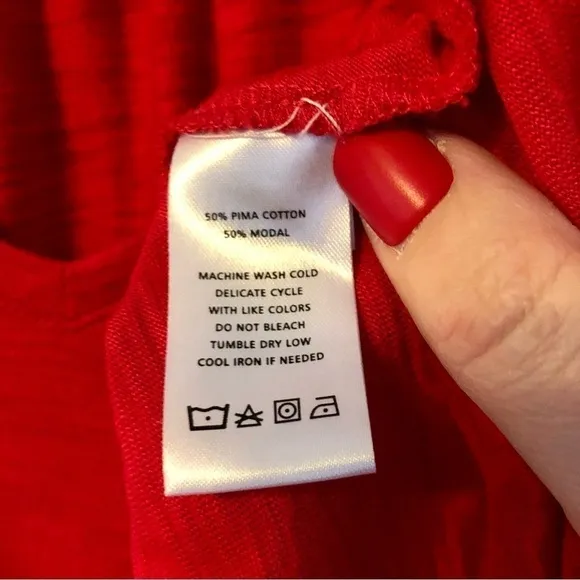 50% PIMA COTTON
50% MODAL
MACHINE WASH COLD
DELICATE CYCLE
WITH LIKE COLORS
DO NOT BLEACH
TUMBLE DRY LOW
COOL IRON IF NEEDED